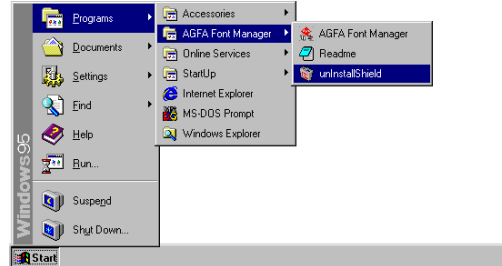 Programs
Documents
Settings
Find
Help
Run...
Suspend
Shut Down...
Windows95
Start
Accessories
AGFA Font Manager
Online Services
StartUp
Internet Explorer
MS-DOS Prompt
Windows Explorer
AGFA Font Manager
Readme
unInstallShield